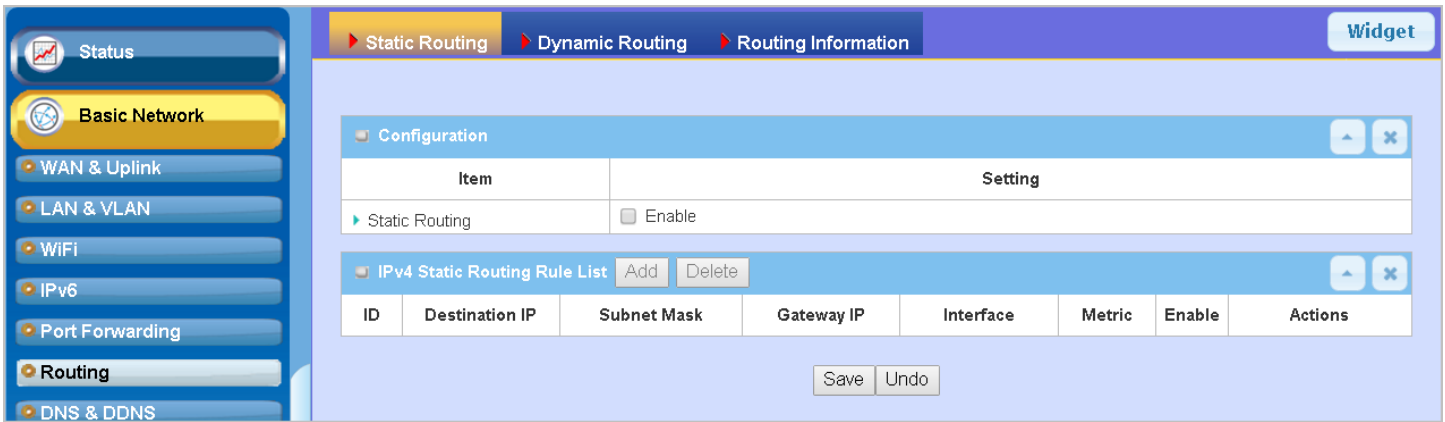 Status
Basic Network
WAN & Uplink
LAN & VLAN
WiFi
IPv6
Port Forwarding
Routing
DNS & DDNS
Static Routing Dynamic Routing Routing Information Widget
Configuration
Item Setting
Static Routing Enable
IPv4 Static Routing Rule List Add Delete
ID Destination IP Subnet Mask Gateway IP Interface Metric Enable Actions
Save Undo